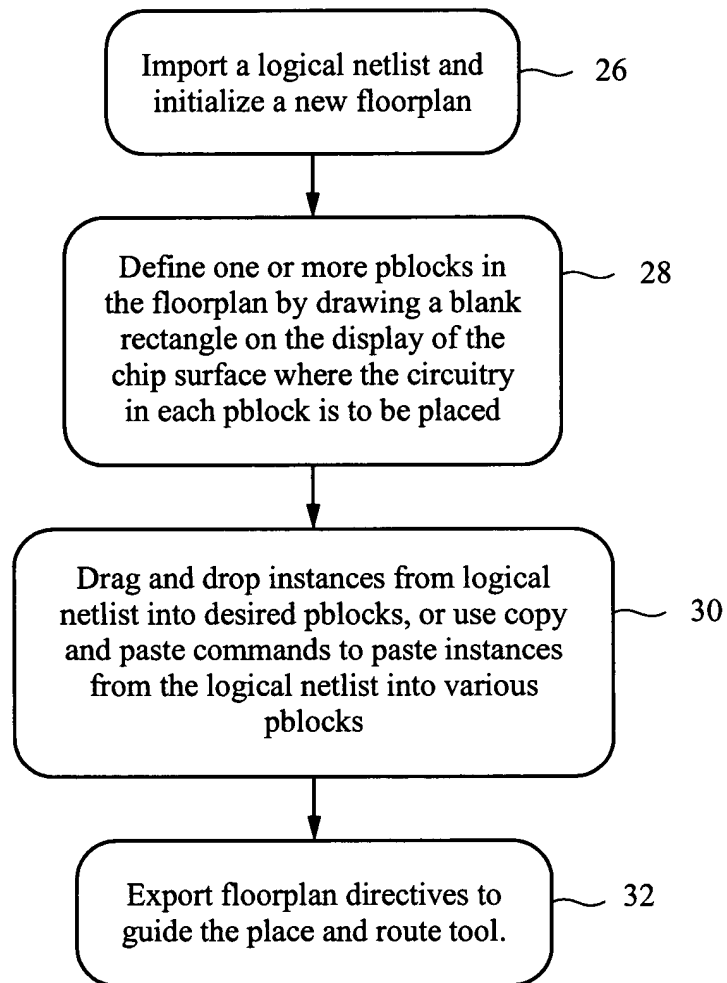 Import a logical netlist and
initialize a new floorplan
26
Define one or more pblocks in
the floorplan by drawing a blank
rectangle on the display of the
chip surface where the circuitry
in each pblock is to be placed
28
Drag and drop instances from logical
netlist into desired pblocks, or use copy
and paste commands to paste instances
from the logical netlist into various
pblocks
30
Export floorplan directives to
guide the place and route tool.
32